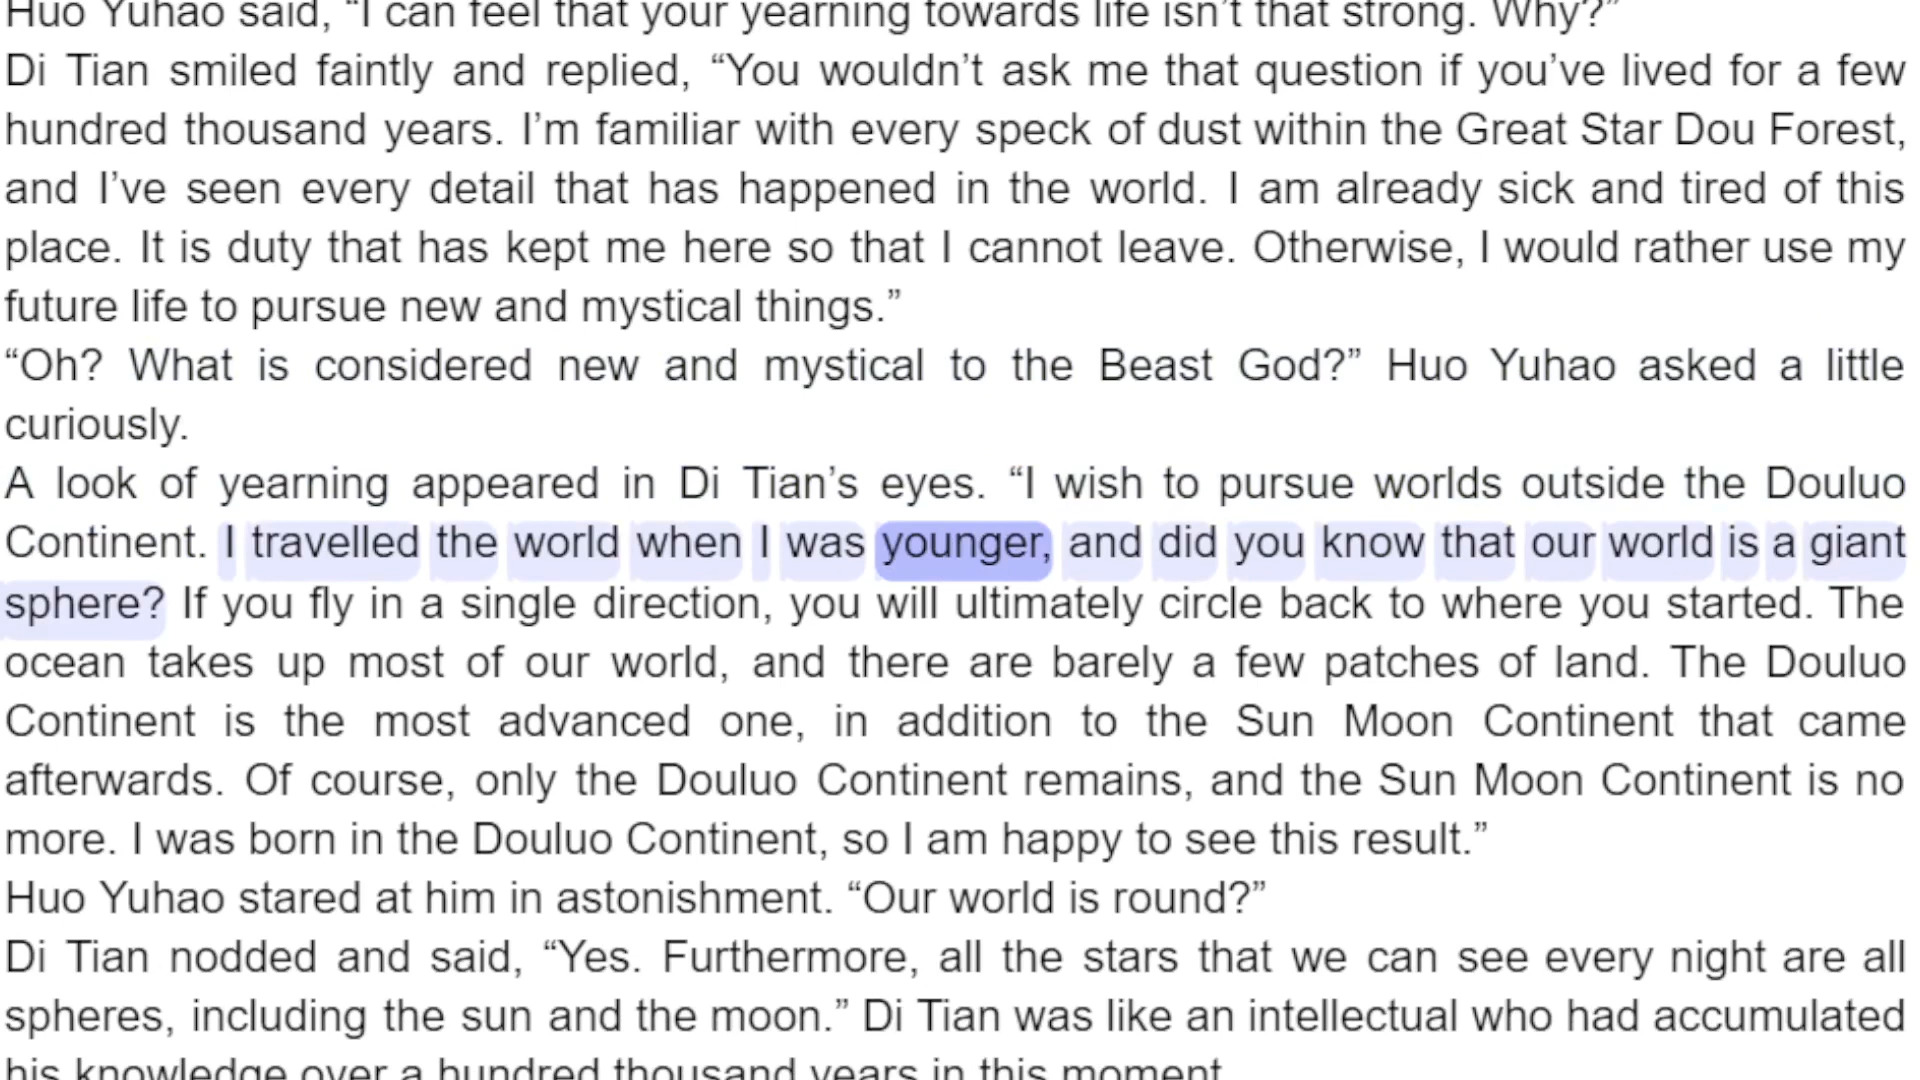 Huo Yuhao said, “I can feel that your yearning towards life isn’t that strong. Why?”
Di Tian smiled faintly and replied, “You wouldn’t ask me that question if you’ve lived for a few
hundred thousand years. I’m familiar with every speck of dust within the Great Star Dou Forest,
and I’ve seen every detail that has happened in the world. I am already sick and tired of this
place. It is duty that has kept me here so that I cannot leave. Otherwise, I would rather use my
future life to pursue new and mystical things.”
“Oh? What is considered new and mystical to the Beast God?” Huo Yuhao asked a little
curiously.
A look of yearning appeared in Di Tian’s eyes. “I wish to pursue worlds outside the Douluo
Continent. I travelled the world when I was younger, and did you know that our world is a giant
sphere? If you fly in a single direction, you will ultimately circle back to where you started. The
ocean takes up most of our world, and there are barely a few patches of land. The Douluo
Continent is the most advanced one, in addition to the Sun Moon Continent that came
afterwards. Of course, only the Douluo Continent remains, and the Sun Moon Continent is no
more. I was born in the Douluo Continent, so I am happy to see this result.”
Huo Yuhao stared at him in astonishment. “Our world is round?”
Di Tian nodded and said, “Yes. Furthermore, all the stars that we can see every night are all
spheres, including the sun and the moon.” Di Tian was like an intellectual who had accumulated
his knowledge over a hundred thousand years in this moment.